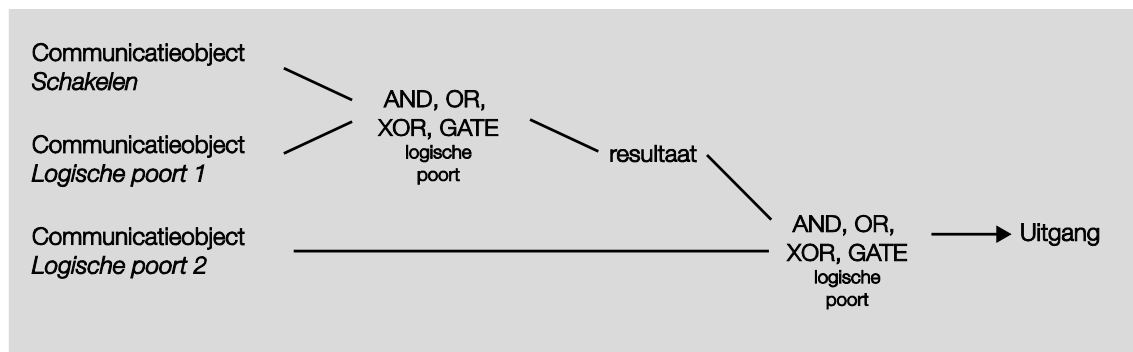 Communicatieobject
Schakelen
Communicatieobject
Logische poort 1
Communicatieobject
Logische poort 2
AND, OR,
XOR, GATE
logische
poort
resultaat
AND, OR,
XOR, GATE
logische
poort
Uitgang